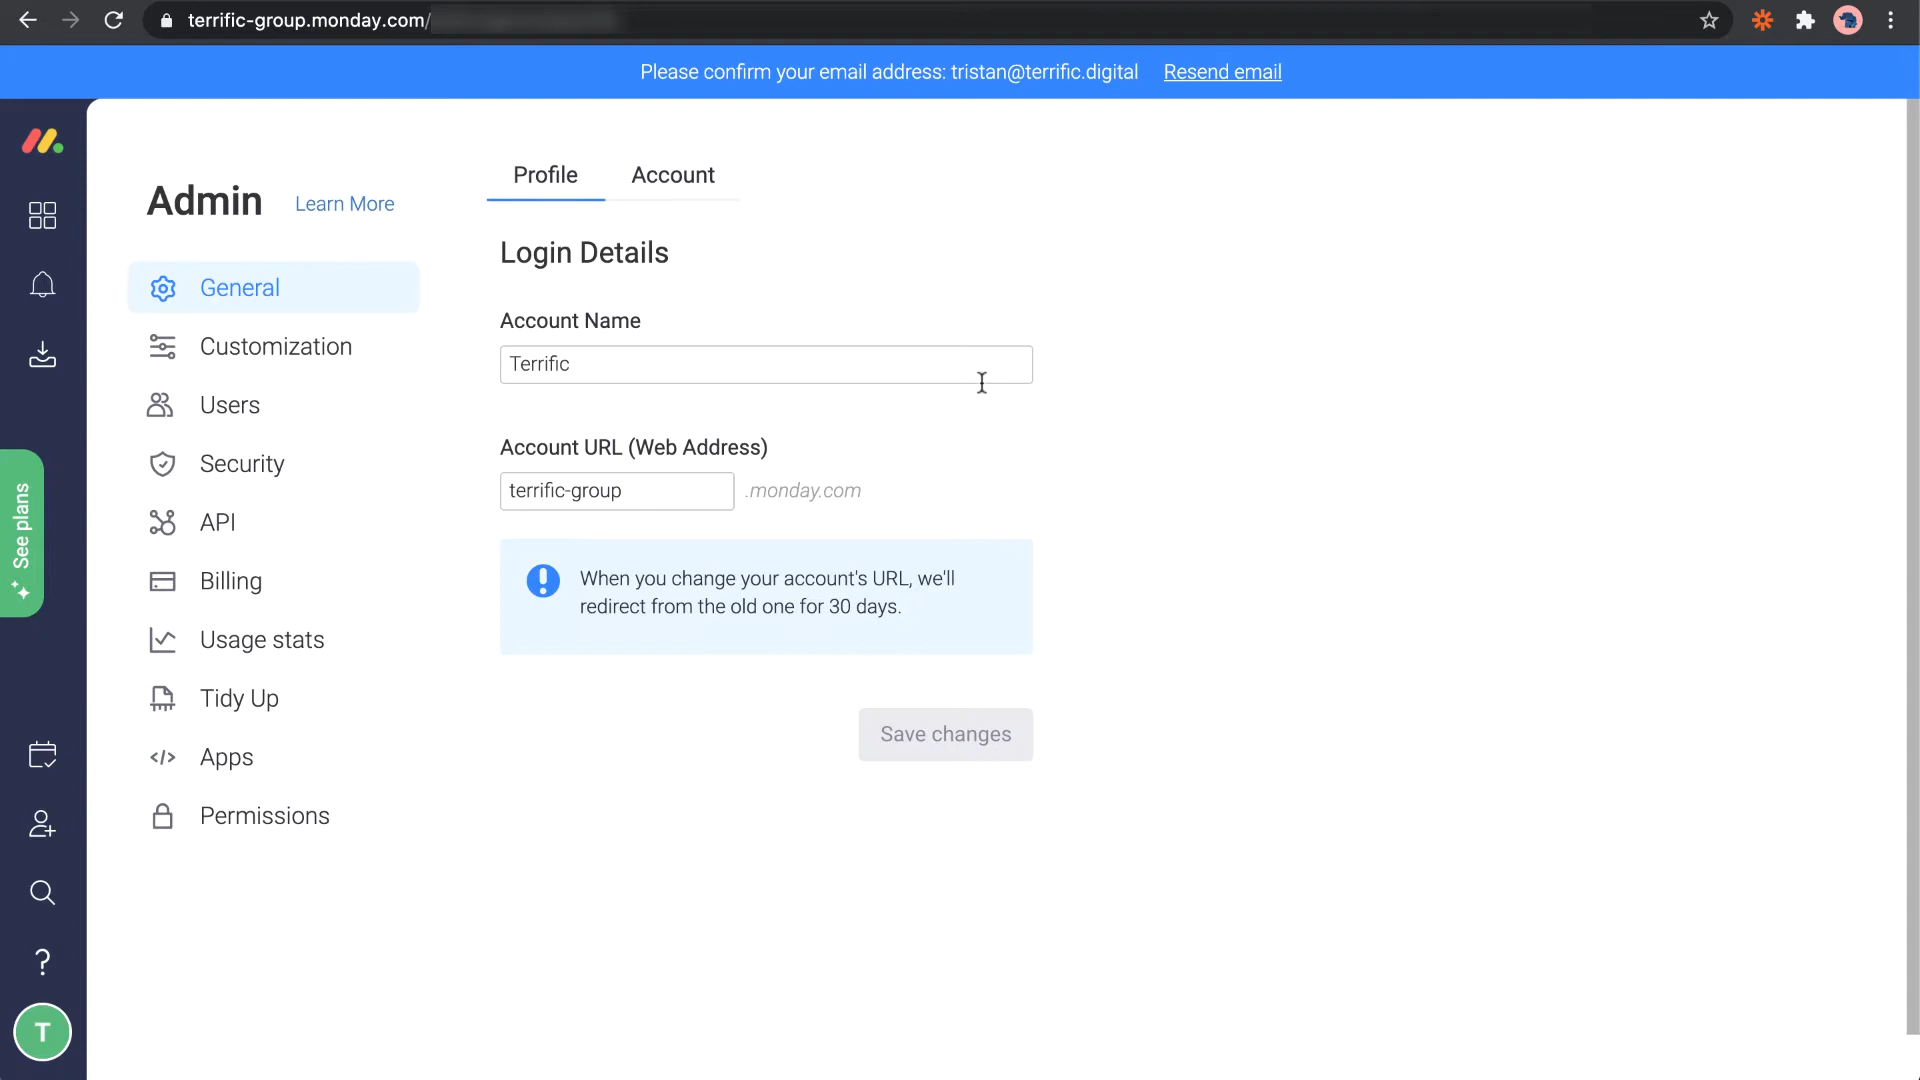 terrific-group.monday.com/
Please confirm your email address: tristan@terrific.digital Resend email
Admin Learn More
General
Customization
Users
Security
API
Billing
Usage stats
Tidy Up
Apps
Permissions
See plans
T
Profile Account
Login Details
Account Name
Terrific
Account URL (Web Address)
terrific-group .monday.com
When you change your account's URL, we'll
redirect from the old one for 30 days.
Save changes